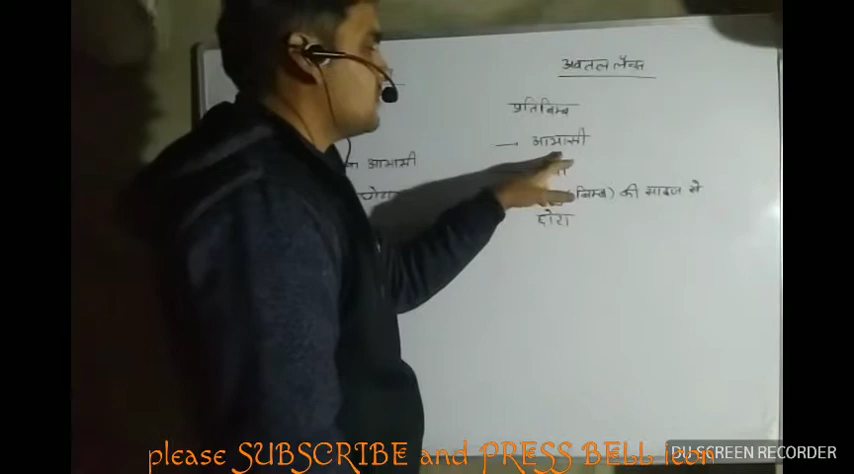 अवतल लैन्स
प्रतिबिम्ब
→ आभासी
आभासी
(बिम्ब) की साइज से
छोटा
please SUBSCRIBE and PRESS BELL icon
DU SCREEN RECORDER